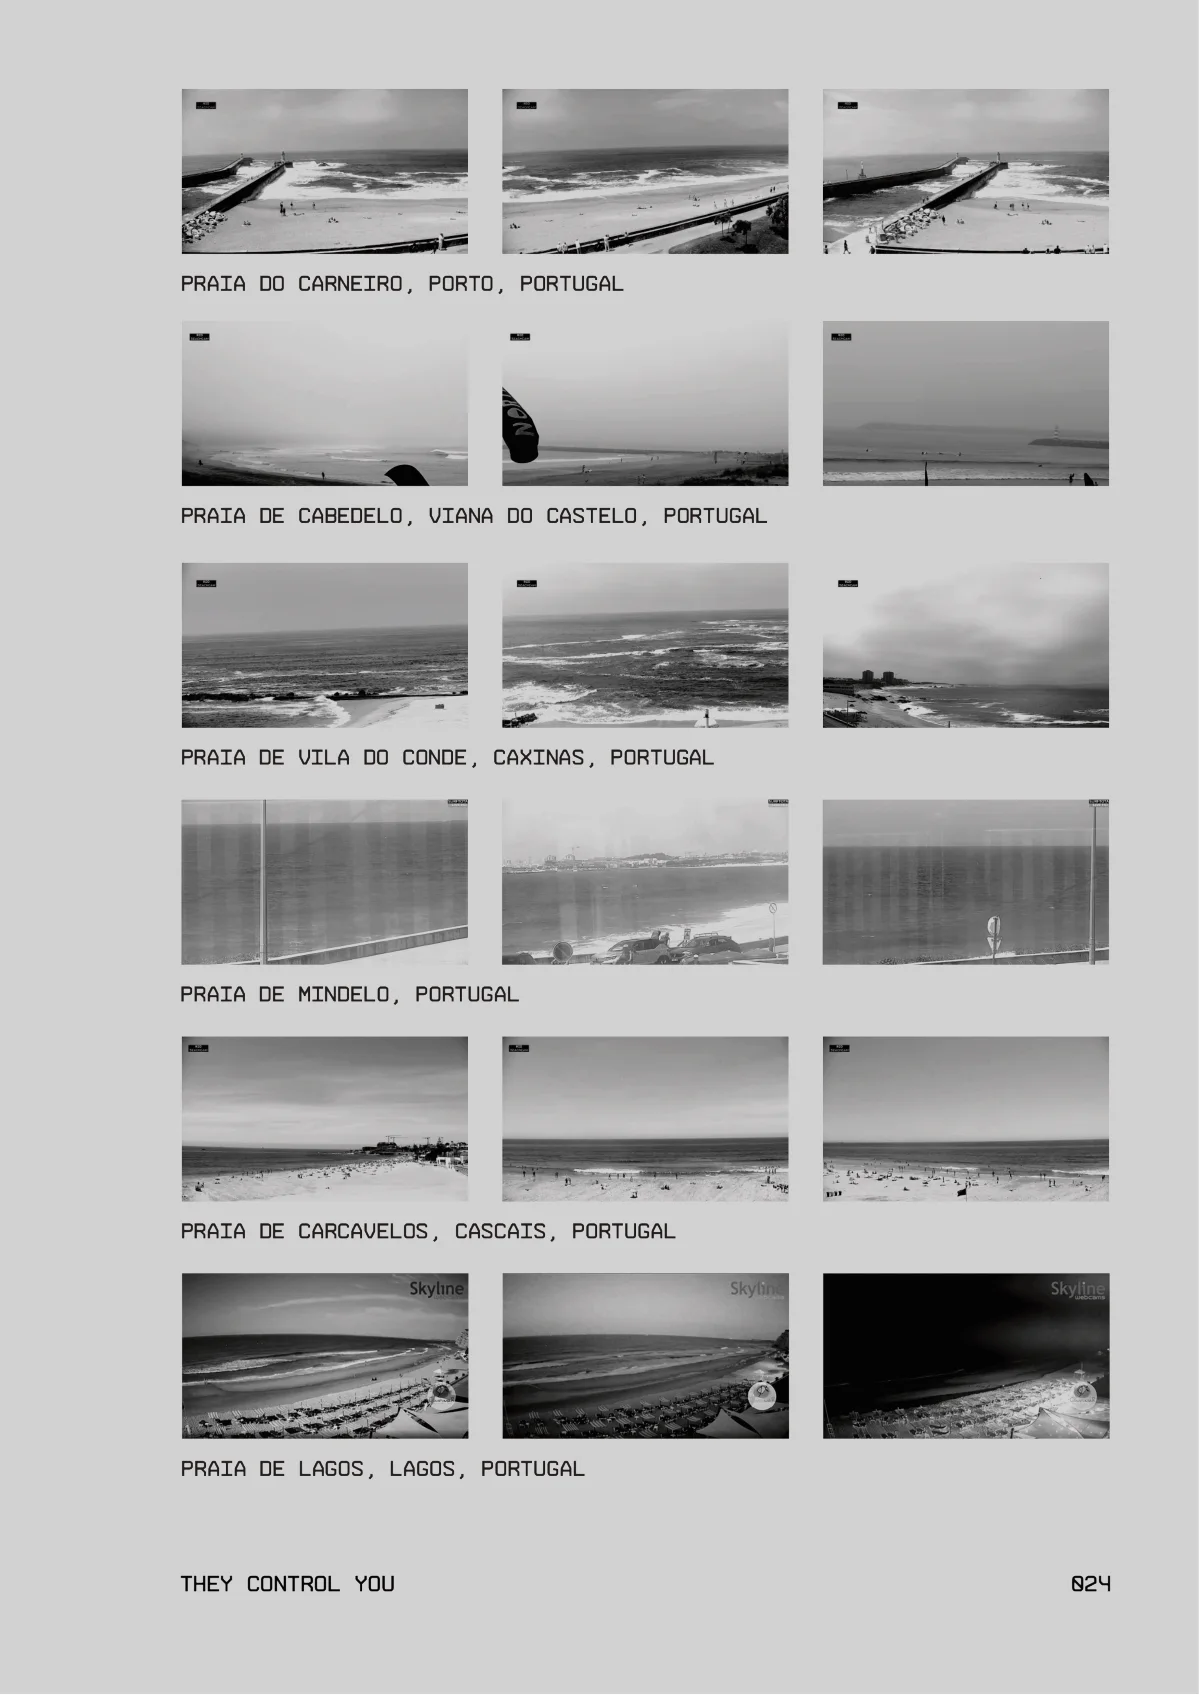 PRAIA DO CARNEIRO, PORTO, PORTUGAL
PRAIA DE CABEDELO, VIANA DO CASTELO, PORTUGAL
PRAIA DE VILA DO CONDE, CAXINAS, PORTUGAL
PRAIA DE MINDELO, PORTUGAL
PRAIA DE CARCAVELOS, CASCAIS, PORTUGAL
Skyline
Skyline
Skyline
webcams
PRAIA DE LAGOS, LAGOS, PORTUGAL
THEY CONTROL YOU
024